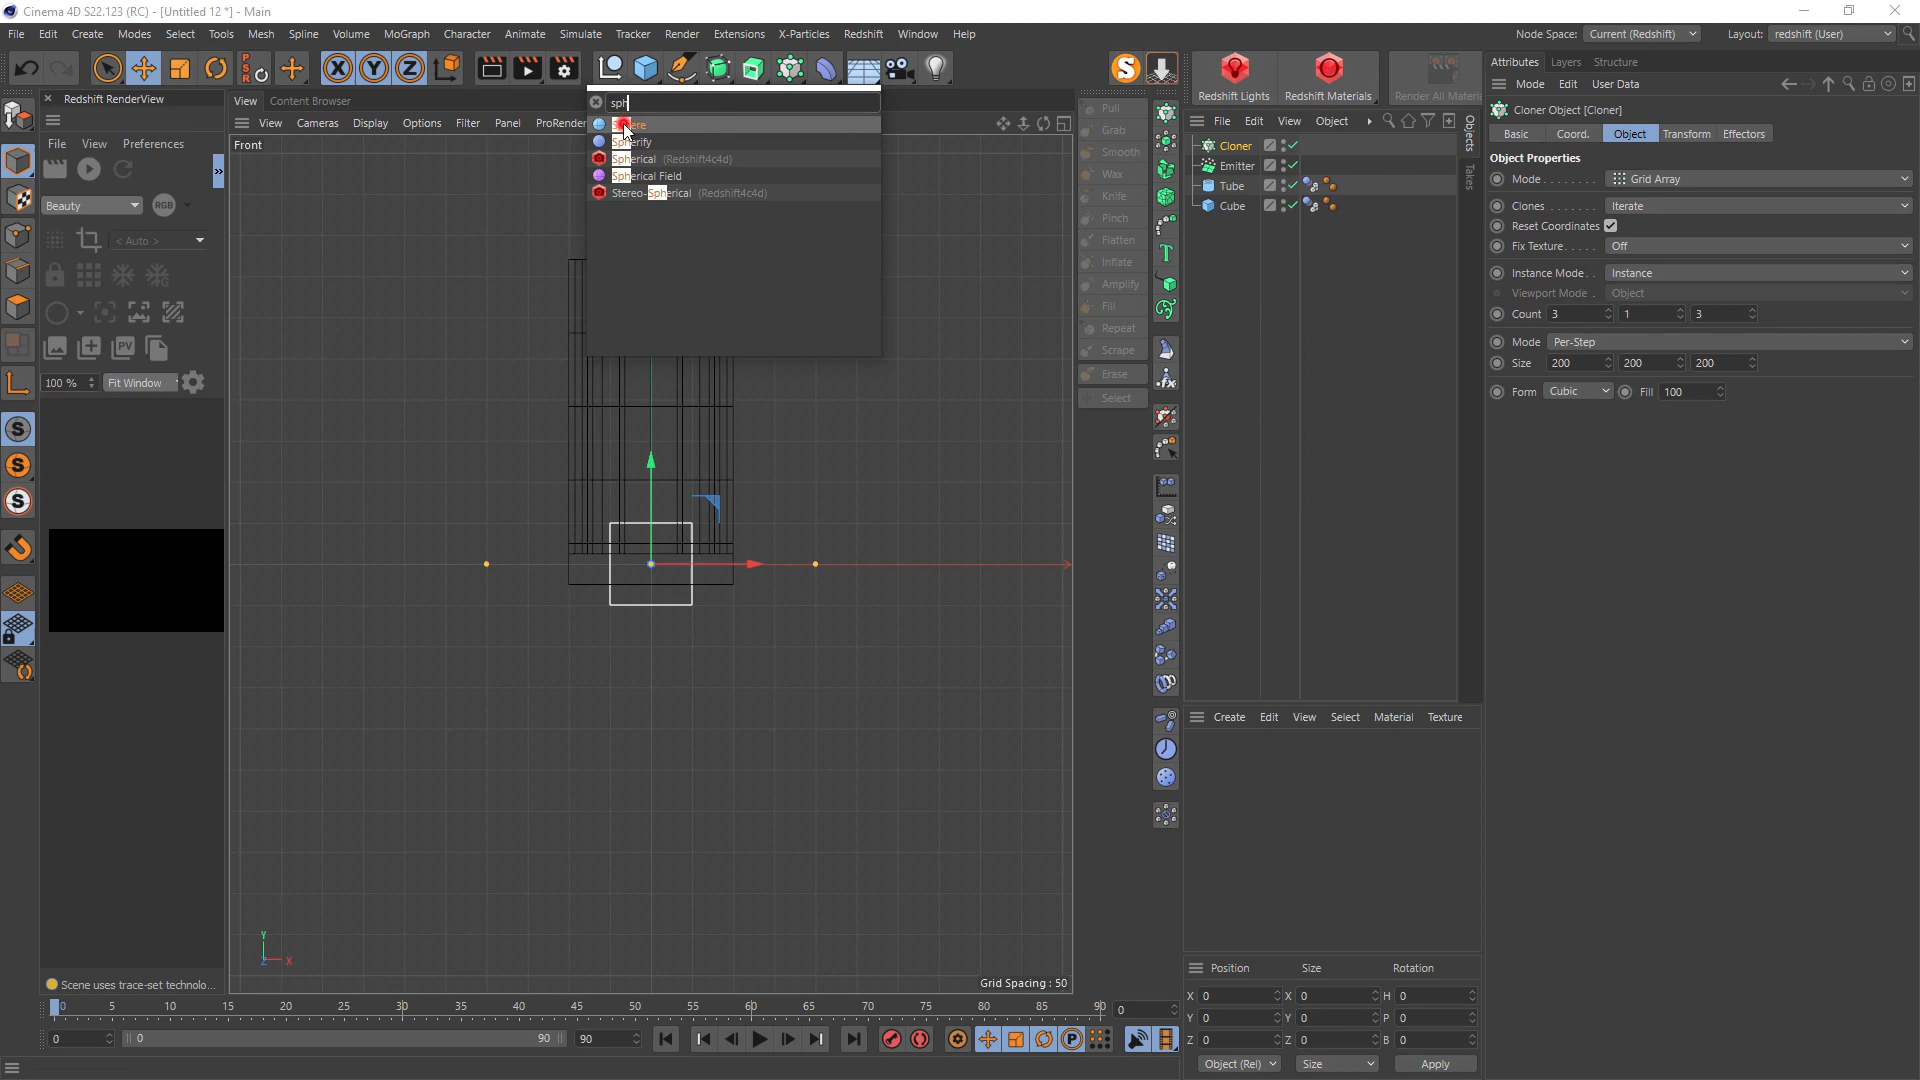 Cinema 4D S22.123 (RC) - [Untitled 12 *] - Main
File Edit Create Modes Select Tools Mesh Spline Volume MoGraph Character Animate Simulate Tracker Render Extensions X-Particles Redshift Window Help
Node Space: Current (Redshift) Layout: redshift (User)
PSR
Redshift Lights Redshift Materials Render All Materia
Attributes Layers Structure
Mode Edit User Data
Redshift RenderView
File View Preferences
Beauty RGB
< Auto >
PV
100 % Fit Window
Scene uses trace-set technolo...
View Content Browser
View Cameras Display Options Filter Panel ProRender
Front
sph
Sphere
Spherify
Spherical (Redshift4c4d)
Spherical Field
Stereo-Spherical (Redshift4c4d)
Y
Z X
Grid Spacing : 50
Pull
Grab
Smooth
Wax
Knife
Pinch
Flatten
Inflate
Amplify
Fill
Repeat
Scrape
Erase
Select
File Edit View Object
Objects
Takes
Cloner
Emitter
Tube
Cube
Create Edit View Select Material Texture
Cloner Object [Cloner]
Basic Coord. Object Transform Effectors
Object Properties
Mode . . . . . . . . Grid Array
Clones . . . . . . . Iterate
Reset Coordinates
Fix Texture. . . . . Off
Instance Mode. . Instance
Viewport Mode . Object
Count 3 1 3
Mode Per-Step
Size 200 200 200
Form Cubic Fill 100
Position Size Rotation
X 0 X 0 H 0
Y 0 Y 0 P 0
Z 0 Z 0 B 0
Object (Rel) Size Apply
0 5 10 15 20 25 30 35 40 45 50 55 60 65 70 75 80 85 90 0
0 0 90 90